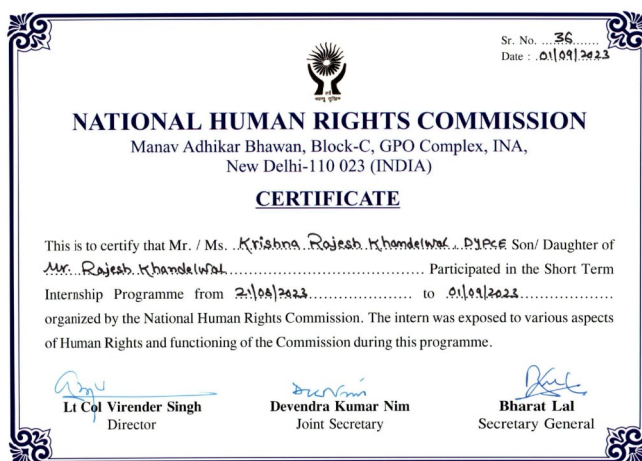 Sr. No. ....36.......
Date : .01/09/2023
NATIONAL HUMAN RIGHTS COMMISSION
Manav Adhikar Bhawan, Block-C, GPO Complex, INA,
New Delhi-110 023 (INDIA)
CERTIFICATE
This is to certify that Mr. / Ms. Krishna Rajesh Khandelwal, DYPCE Son/ Daughter of
Mr. Rajesh Khandelwal.................................... Participated in the Short Term
Internship Programme from 21/08/2023.................... to .01/09/2023................
organized by the National Human Rights Commission. The intern was exposed to various aspects
of Human Rights and functioning of the Commission during this programme.
Lt Col Virender Singh
Director
Devendra Kumar Nim
Joint Secretary
Bharat Lal
Secretary General